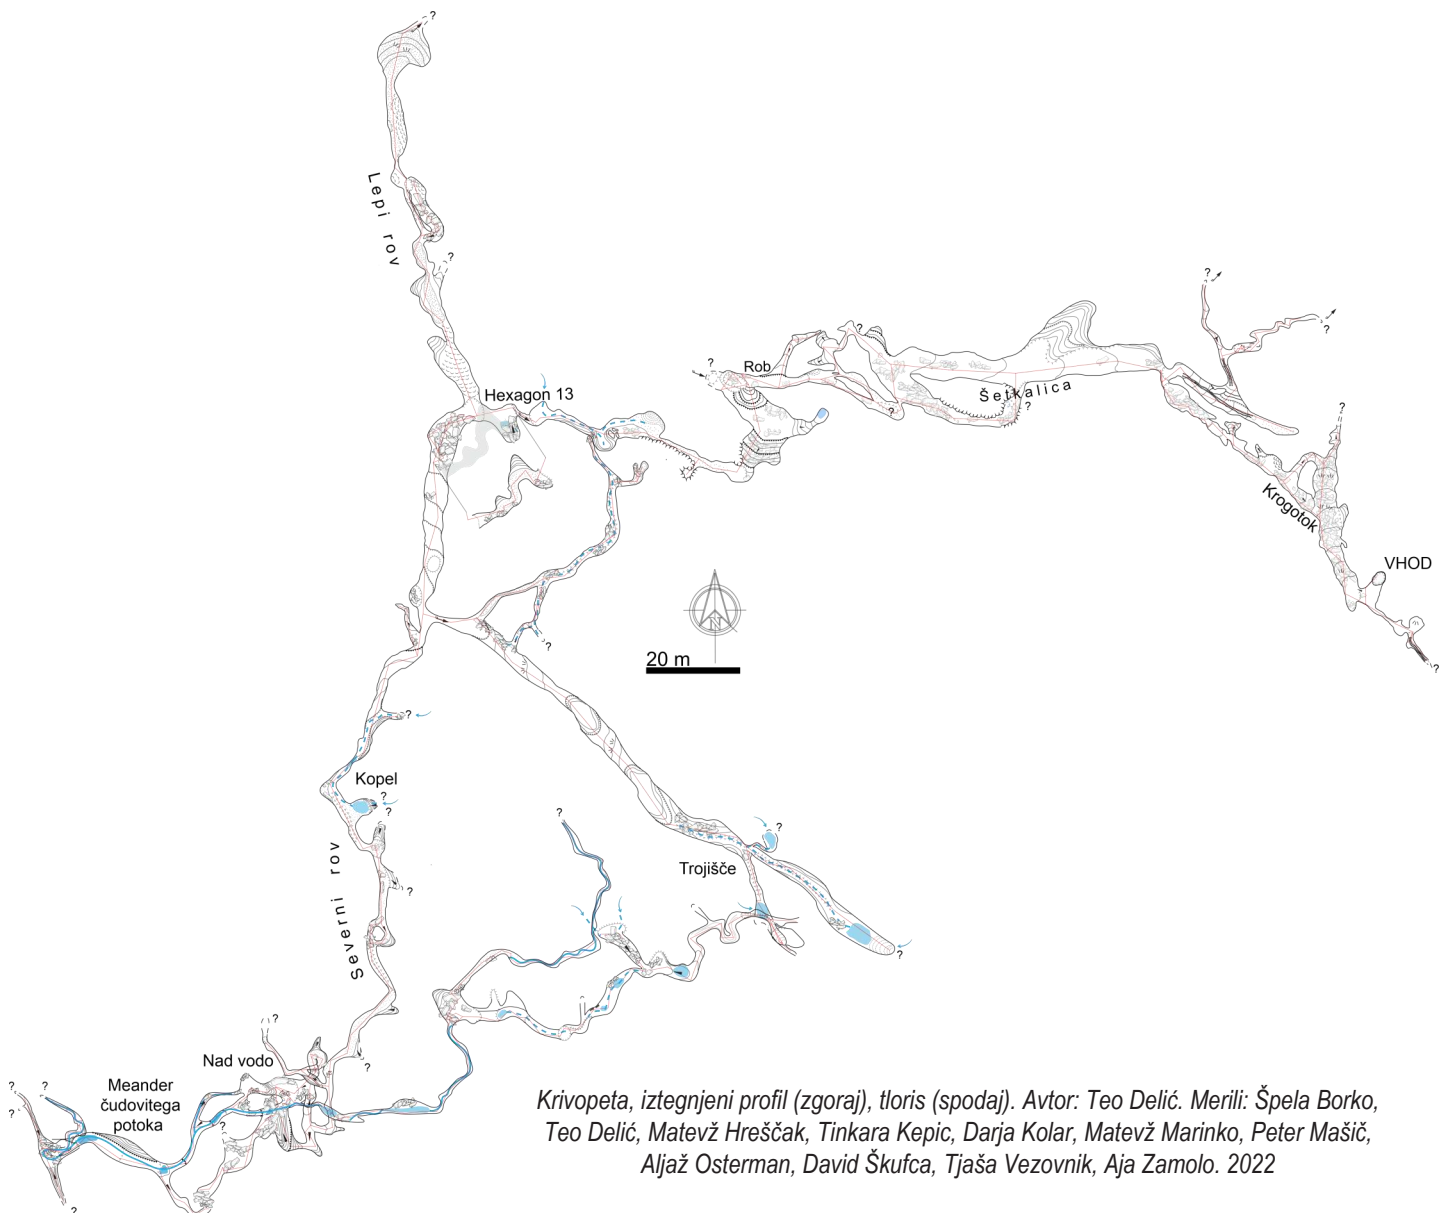 ?
Lepi rov
?
Hexagon 13
?
Rob
?
?
Šetkalica
?
?
?
?
Krogotok
VHOD
?
N
20 m
?
?
Kopel
?
?
Severni rov
?
?
?
Trojišče
?
?
Nad vodo
?
?
Meander
čudovitega
potoka
?
?
?
?
?
Krivopeta, iztegnjeni profil (zgoraj), tloris (spodaj). Avtor: Teo Delić. Merili: Špela Borko,
Teo Delić, Matevž Hreščak, Tinkara Kepic, Darja Kolar, Matevž Marinko, Peter Mašič,
Aljaž Osterman, David Škufca, Tjaša Vezovnik, Aja Zamolo. 2022